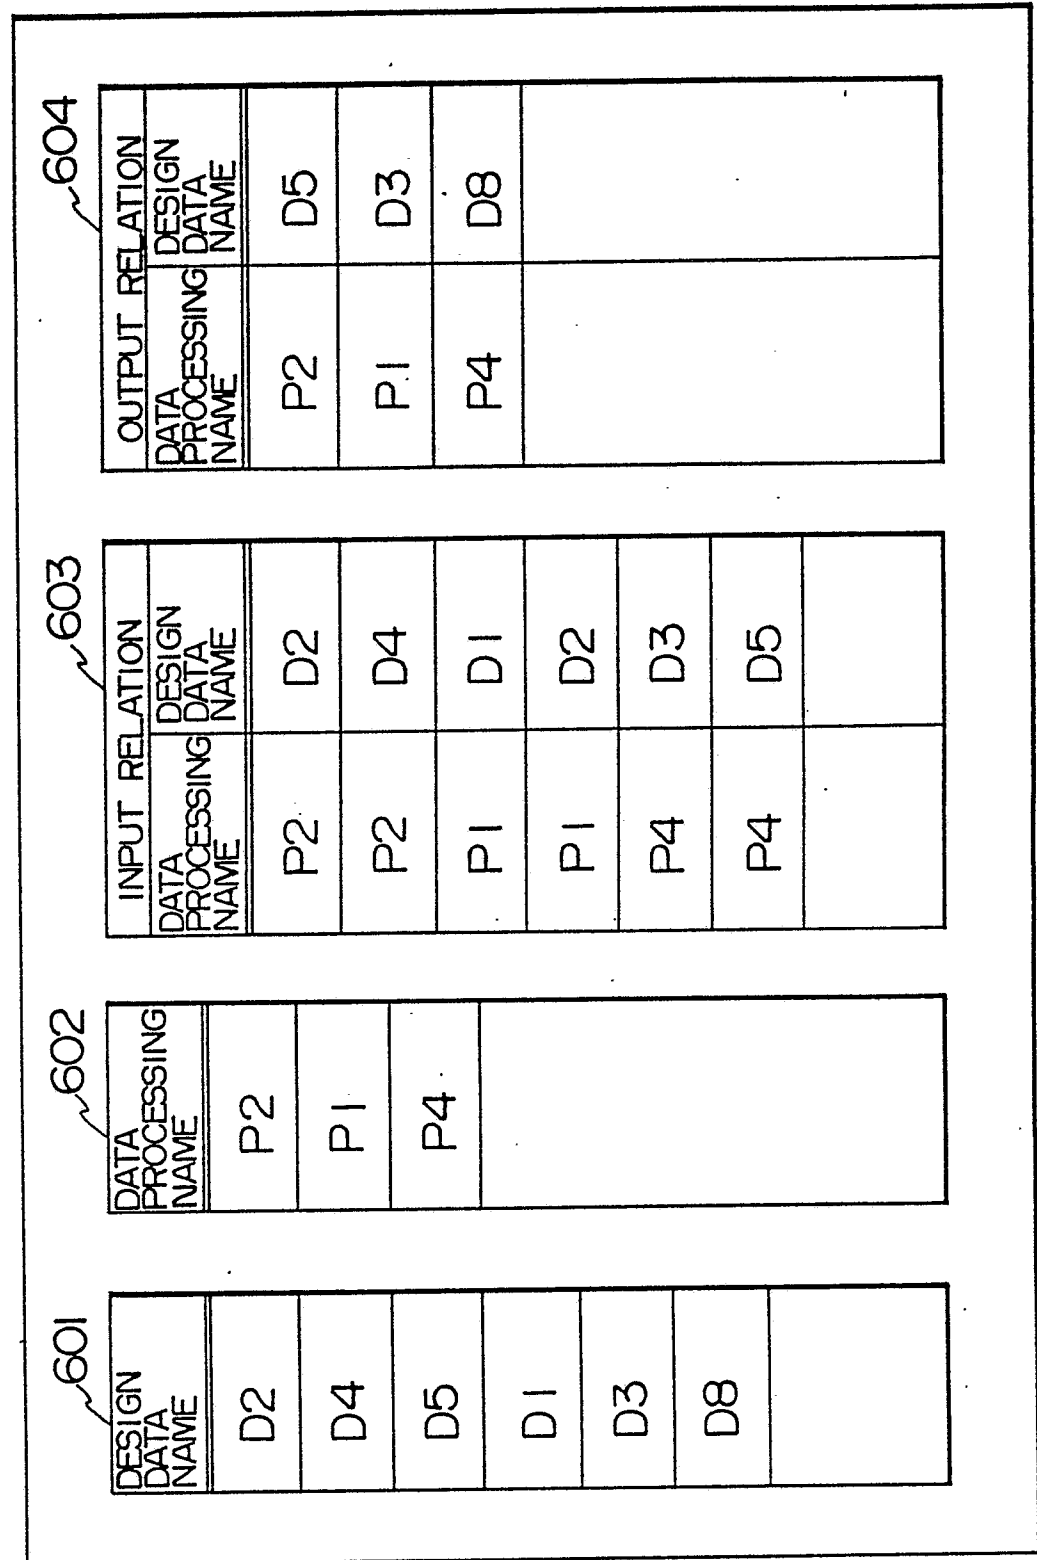 601
DESIGN
DATA
NAME
D2
D4
D5
D1
D3
D8
602
DATA
PROCESSING
NAME
P2
P1
P4
603
INPUT RELATION
DATA
PROCESSING
NAME
DESIGN
DATA
NAME
P2 D2
P2 D4
P1 D1
P1 D2
P4 D3
P4 D5
604
OUTPUT RELATION
DATA
PROCESSING
NAME
DESIGN
DATA
NAME
P2 D5
P1 D3
P4 D8